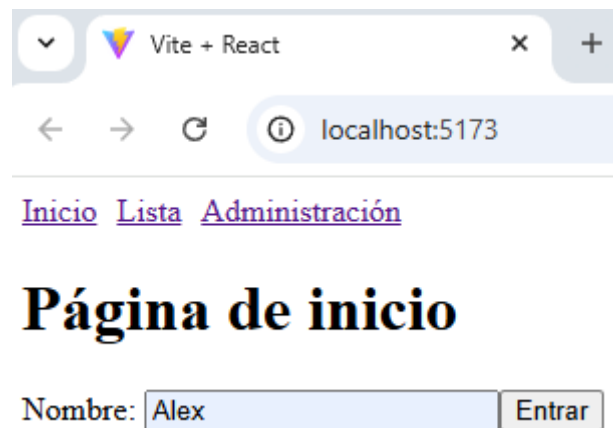 Vite + React
localhost:5173
Inicio Lista Administración
Página de inicio
Nombre: Alex Entrar